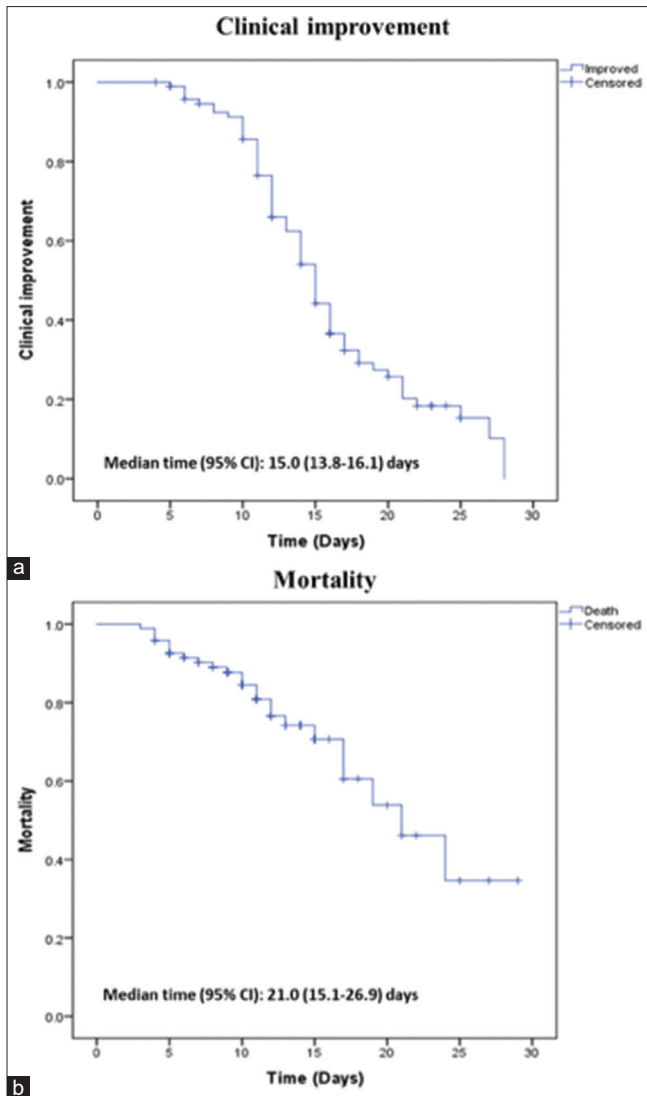 Clinical improvement
Improved
Censored
1.0
0.8
0.6
0.4
0.2
0.0
Clinical improvement
Median time (95% CI): 15.0 (13.8-16.1) days
0 5 10 15 20 25 30
Time (Days)
a
Mortality
Death
Censored
1.0
0.8
0.6
0.4
0.2
0.0
Mortality
Median time (95% CI): 21.0 (15.1-26.9) days
0 5 10 15 20 25 30
Time (Days)
b